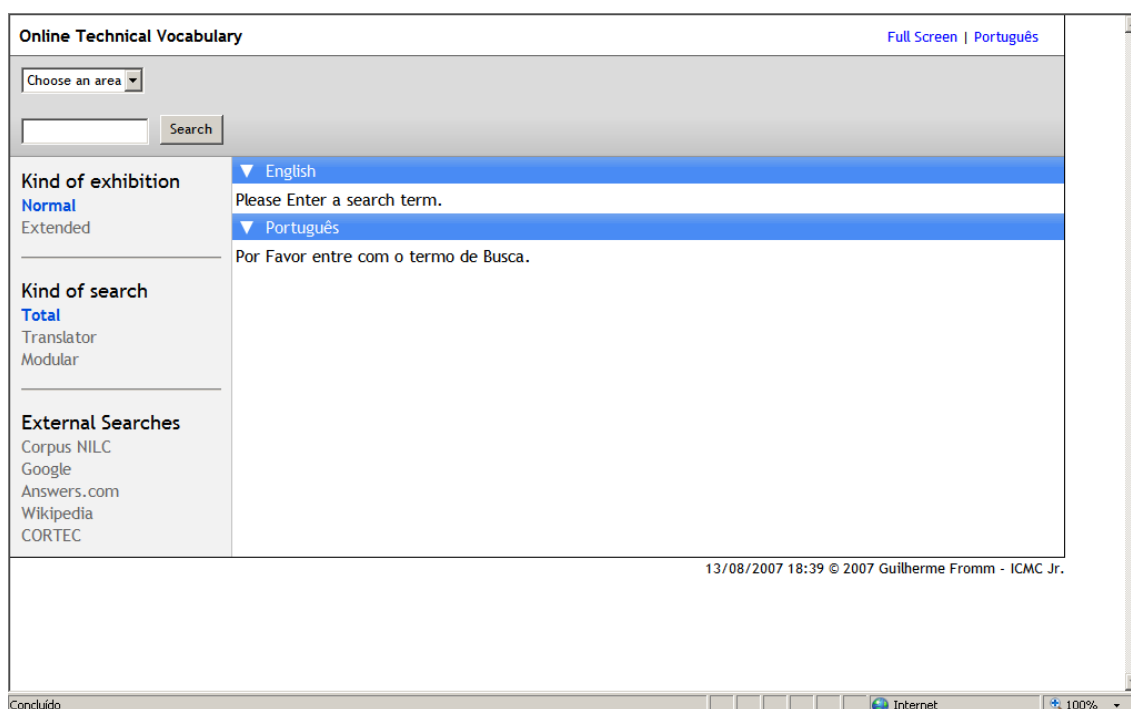 Online Technical Vocabulary
Full Screen | Português
Choose an area
Search
Kind of exhibition
Normal
Extended
Kind of search
Total
Translator
Modular
External Searches
Corpus NILC
Google
Answers.com
Wikipedia
CORTEC
English
Please Enter a search term.
Português
Por Favor entre com o termo de Busca.
13/08/2007 18:39 © 2007 Guilherme Fromm - ICMC Jr.
Concluído
Internet
100%